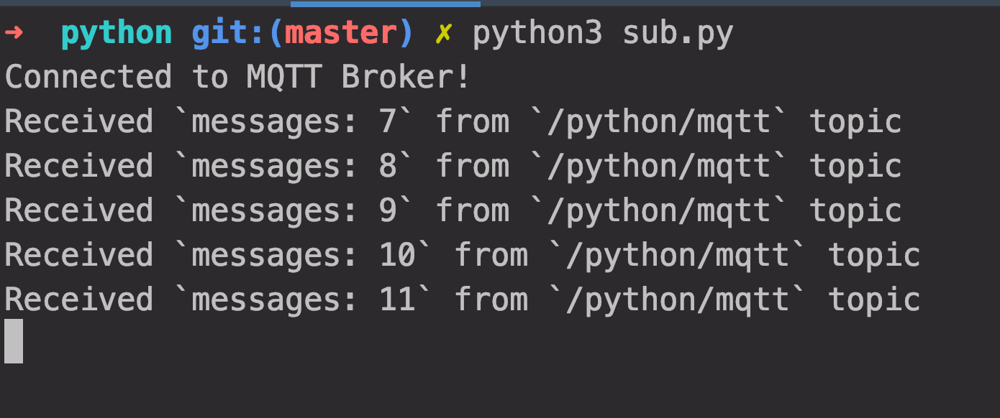 ➜  python git:(master) ✗ python3 sub.py
Connected to MQTT Broker!
Received `messages: 7` from `/python/mqtt` topic
Received `messages: 8` from `/python/mqtt` topic
Received `messages: 9` from `/python/mqtt` topic
Received `messages: 10` from `/python/mqtt` topic
Received `messages: 11` from `/python/mqtt` topic